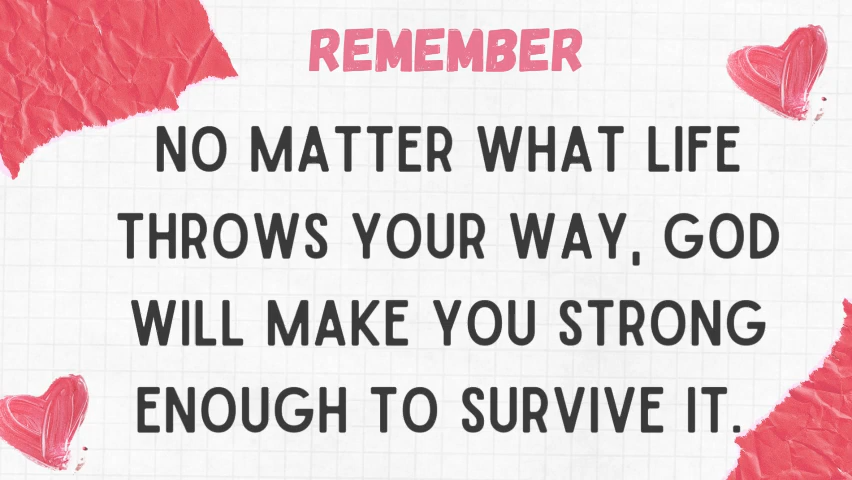 REMEMBER
NO MATTER WHAT LIFE
THROWS YOUR WAY, GOD
WILL MAKE YOU STRONG
ENOUGH TO SURVIVE IT.